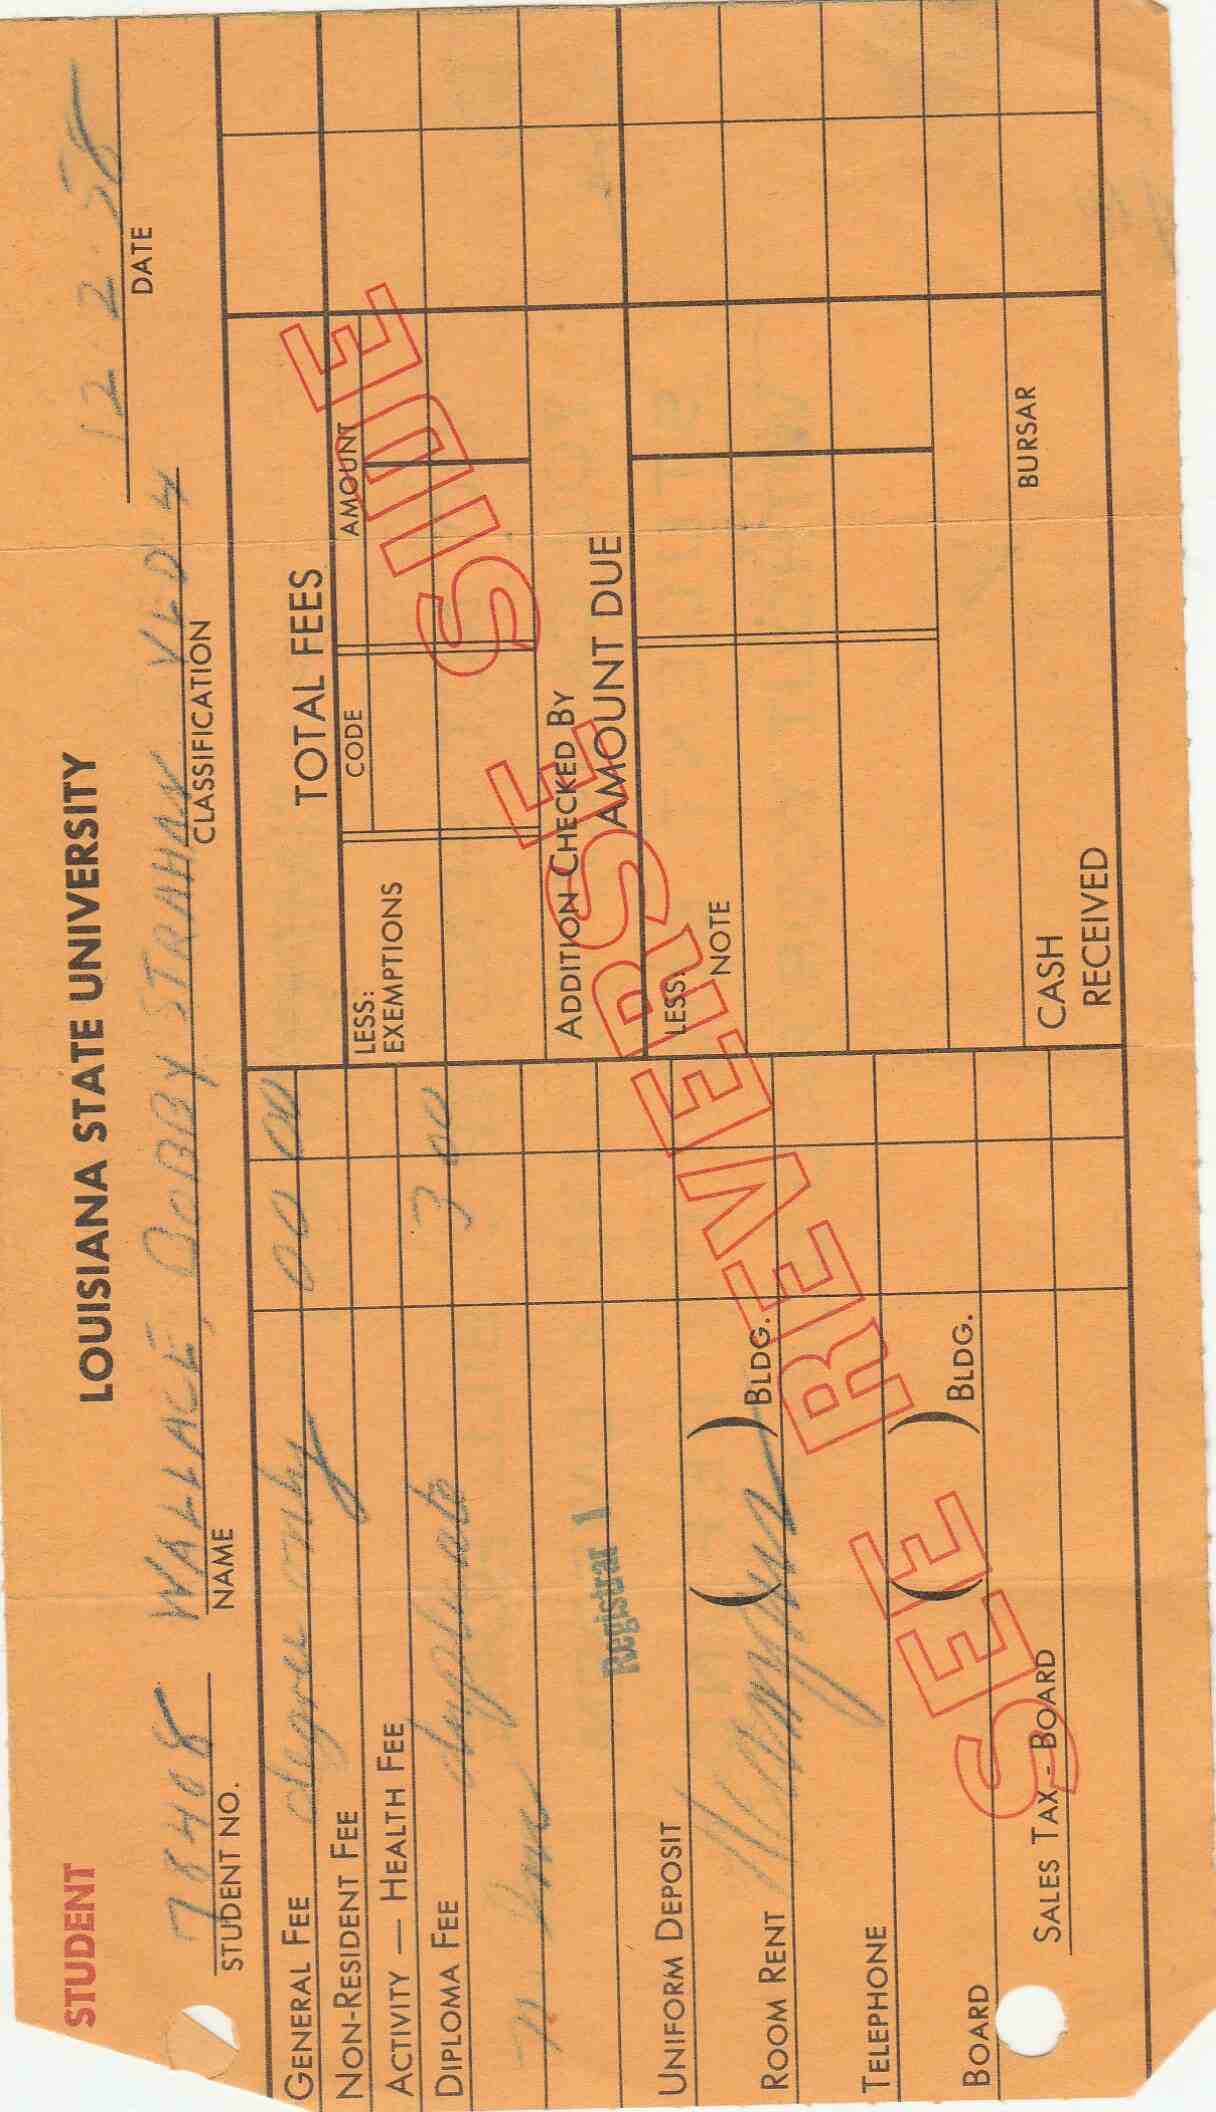 STUDENT
LOUISIANA STATE UNIVERSITY
12 2 58
DATE
78408 WALLACE, BOBBY STRAHAN
STUDENT NO. NAME CLASSIFICATION
GENERAL FEE degree only 00 00
NON-RESIDENT FEE
ACTIVITY — HEALTH FEE
DIPLOMA FEE duplicate 3 00
Registrar 1
UNIFORM DEPOSIT
ROOM RENT ( ) BLDG.
TELEPHONE
BOARD ( ) BLDG.
SALES TAX - BOARD
TOTAL FEES
LESS: EXEMPTIONS CODE AMOUNT
ADDITION CHECKED BY
AMOUNT DUE
LESS:
NOTE
BURSAR
CASH
RECEIVED
SEE REVERSE SIDE